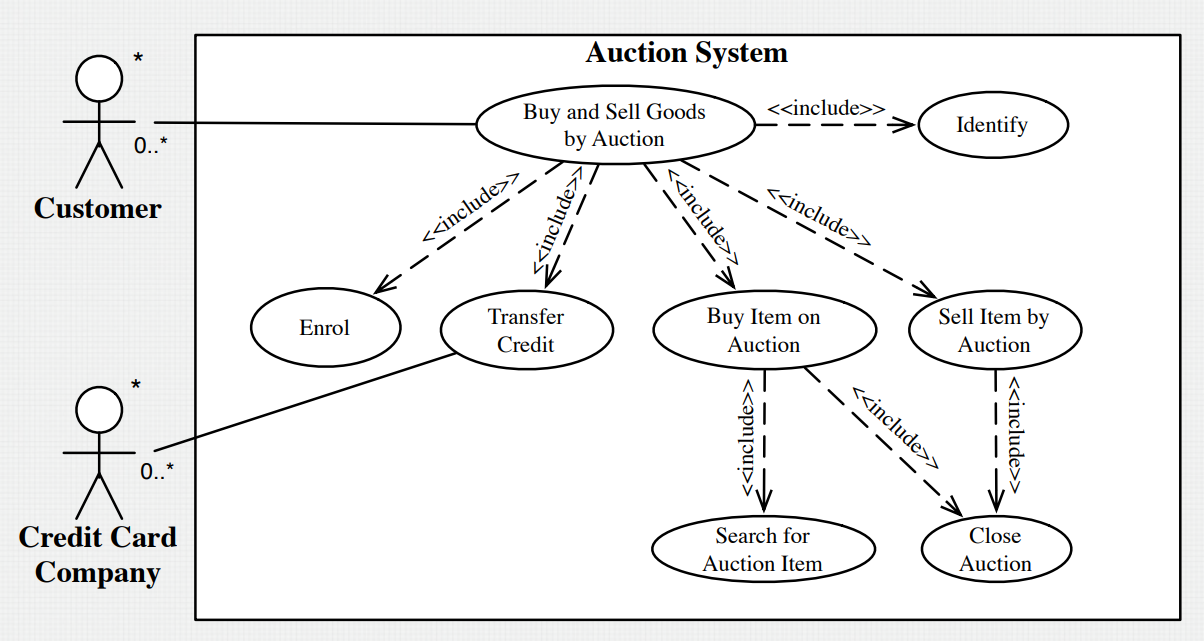 Auction System
*
0..*
Customer
Buy and Sell Goods
by Auction
<<include>>
Identify
<<include>>
<<include>>
<<include>>
<<include>>
Enrol
Transfer
Credit
Buy Item on
Auction
Sell Item by
Auction
*
0..*
Credit Card
Company
<<include>>
<<include>>
<<include>>
Search for
Auction Item
Close
Auction